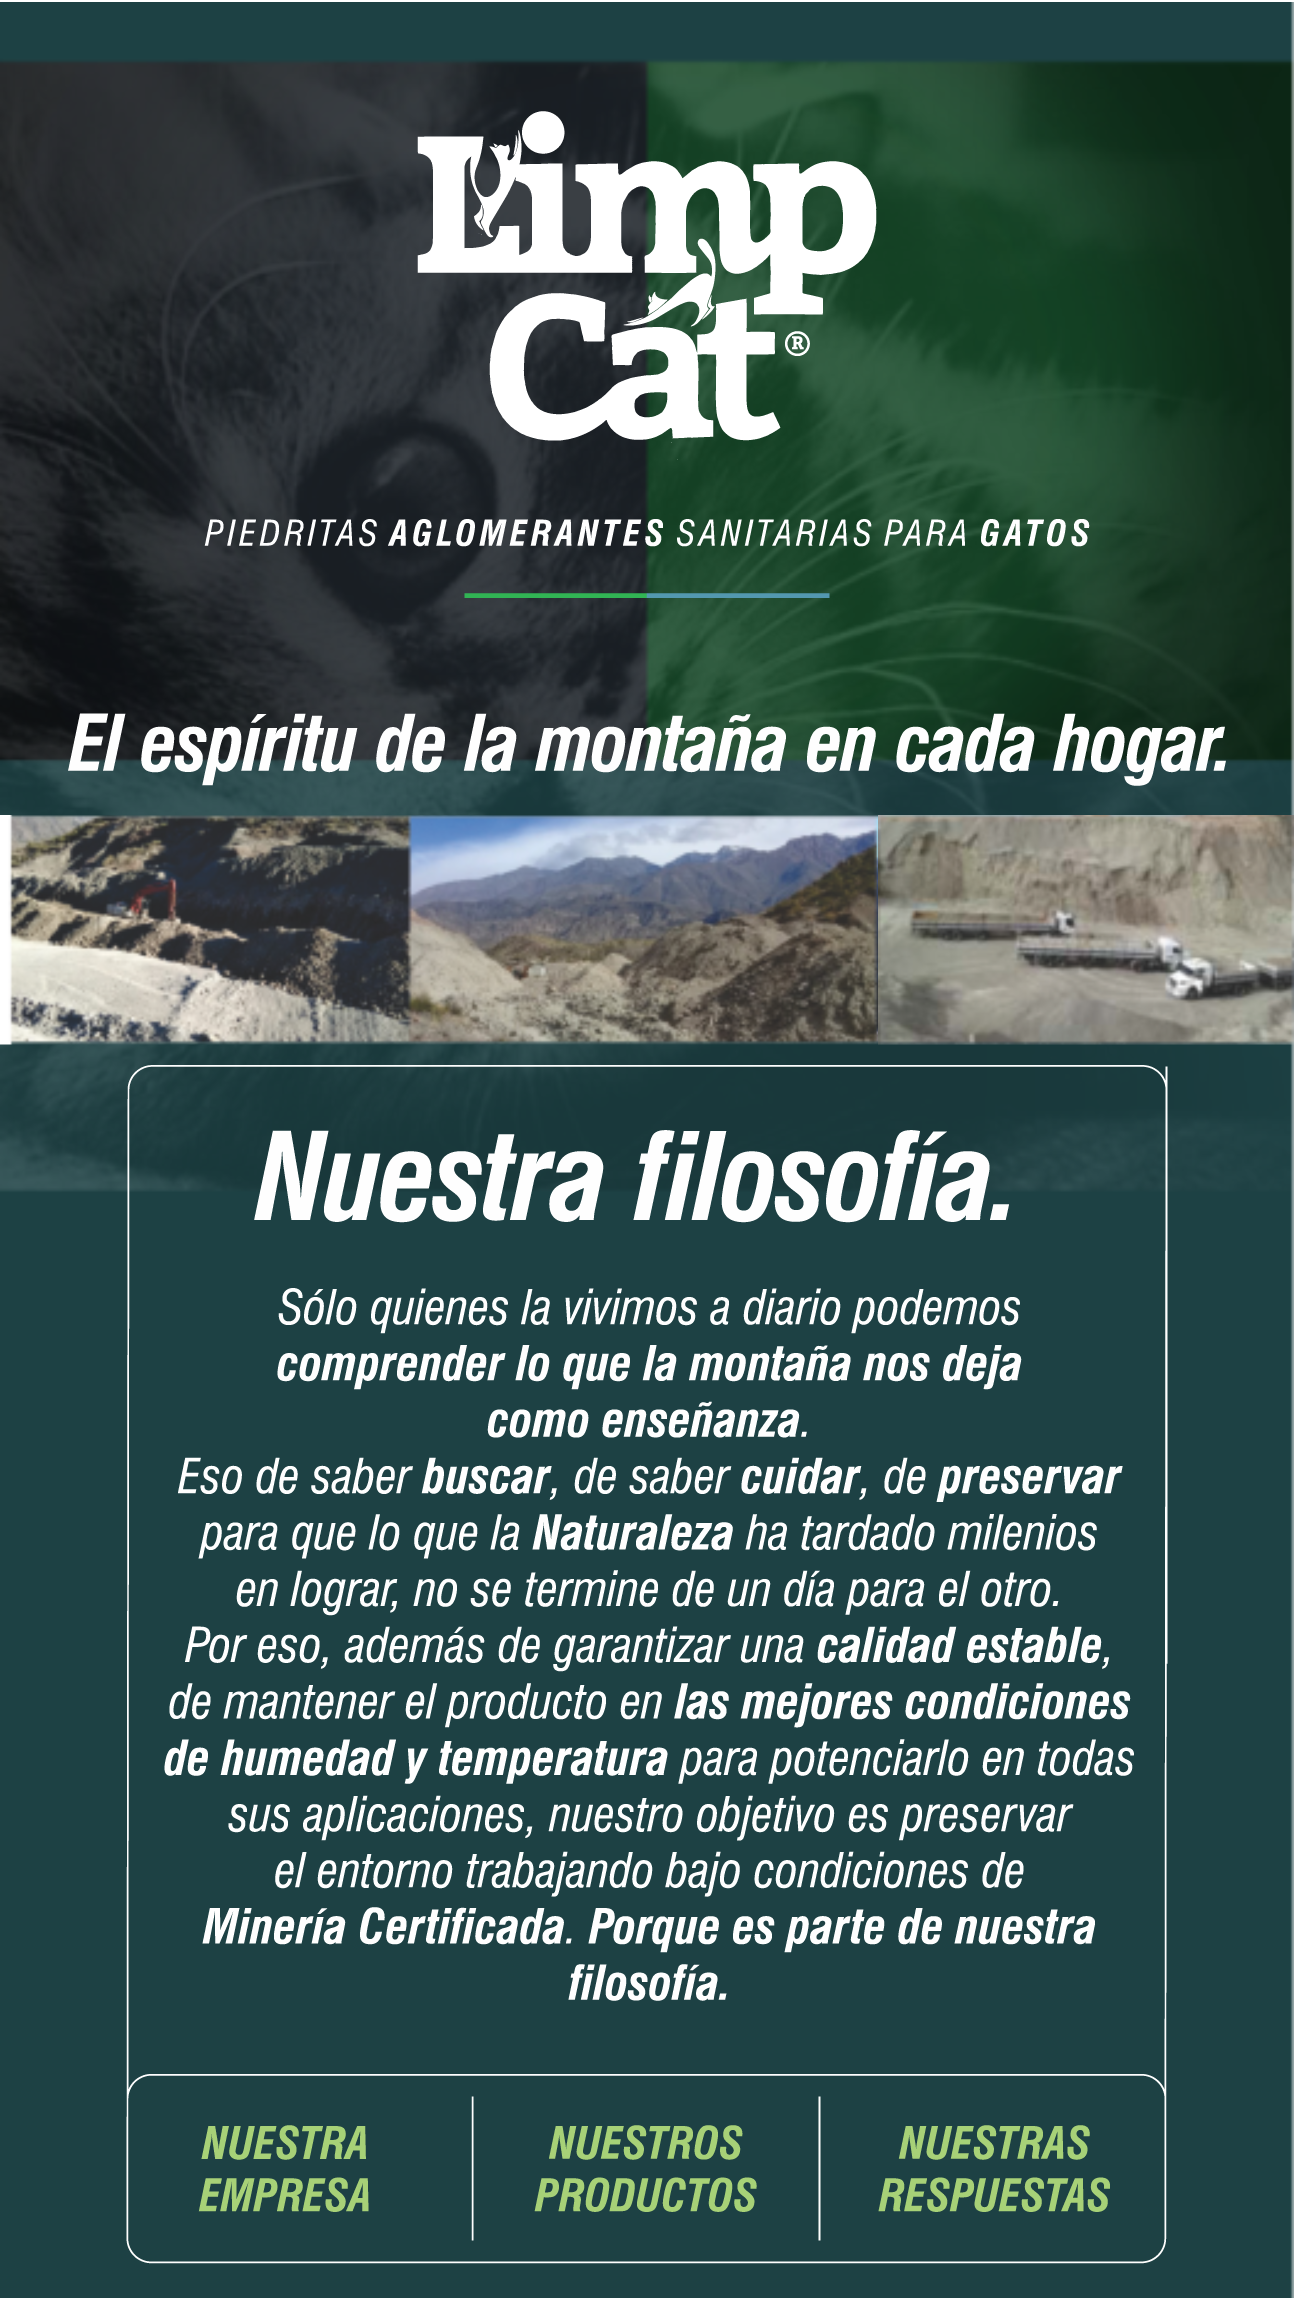 Limp
Cat®
PIEDRITAS AGLOMERANTES SANITARIAS PARA GATOS
El espíritu de la montaña en cada hogar.
Nuestra filosofía.
Sólo quienes la vivimos a diario podemos
comprender lo que la montaña nos deja
como enseñanza.
Eso de saber buscar, de saber cuidar, de preservar
para que lo que la Naturaleza ha tardado milenios
en lograr, no se termine de un día para el otro.
Por eso, además de garantizar una calidad estable,
de mantener el producto en las mejores condiciones
de humedad y temperatura para potenciarlo en todas
sus aplicaciones, nuestro objetivo es preservar
el entorno trabajando bajo condiciones de
Minería Certificada. Porque es parte de nuestra
filosofía.
NUESTRA
EMPRESA
NUESTROS
PRODUCTOS
NUESTRAS
RESPUESTAS